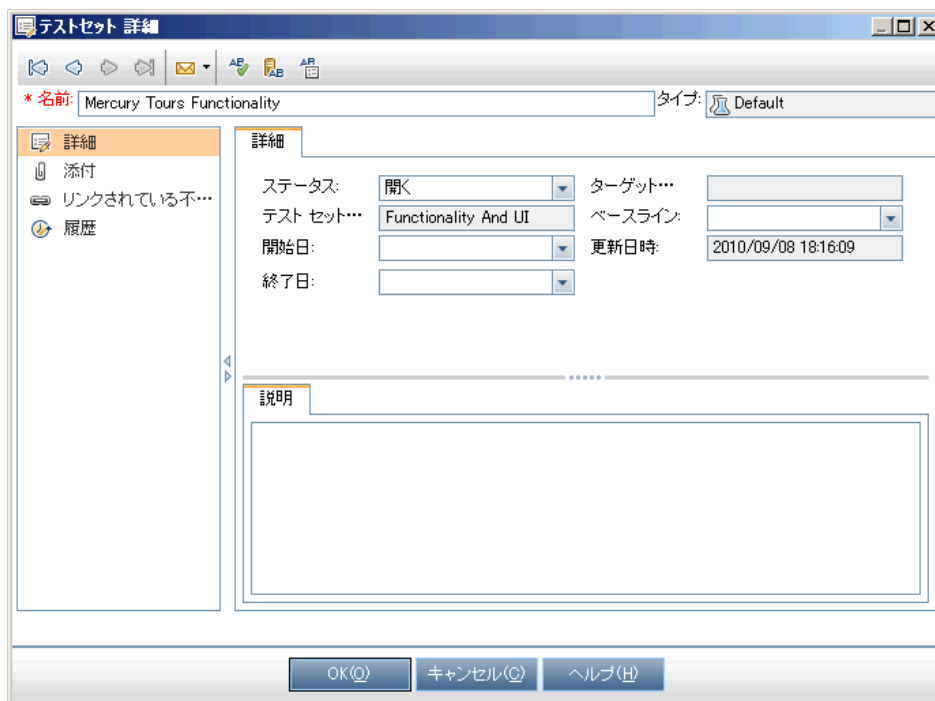 テストセット 詳細
* 名前: Mercury Tours Functionality タイプ: Default
詳細
添付
リンクされている不…
履歴
詳細
ステータス: 開く ターゲット…
テスト セット… Functionality And UI ベースライン:
開始日: 更新日時: 2010/09/08 18:16:09
終了日:
説明
OK(O) キャンセル(C) ヘルプ(H)